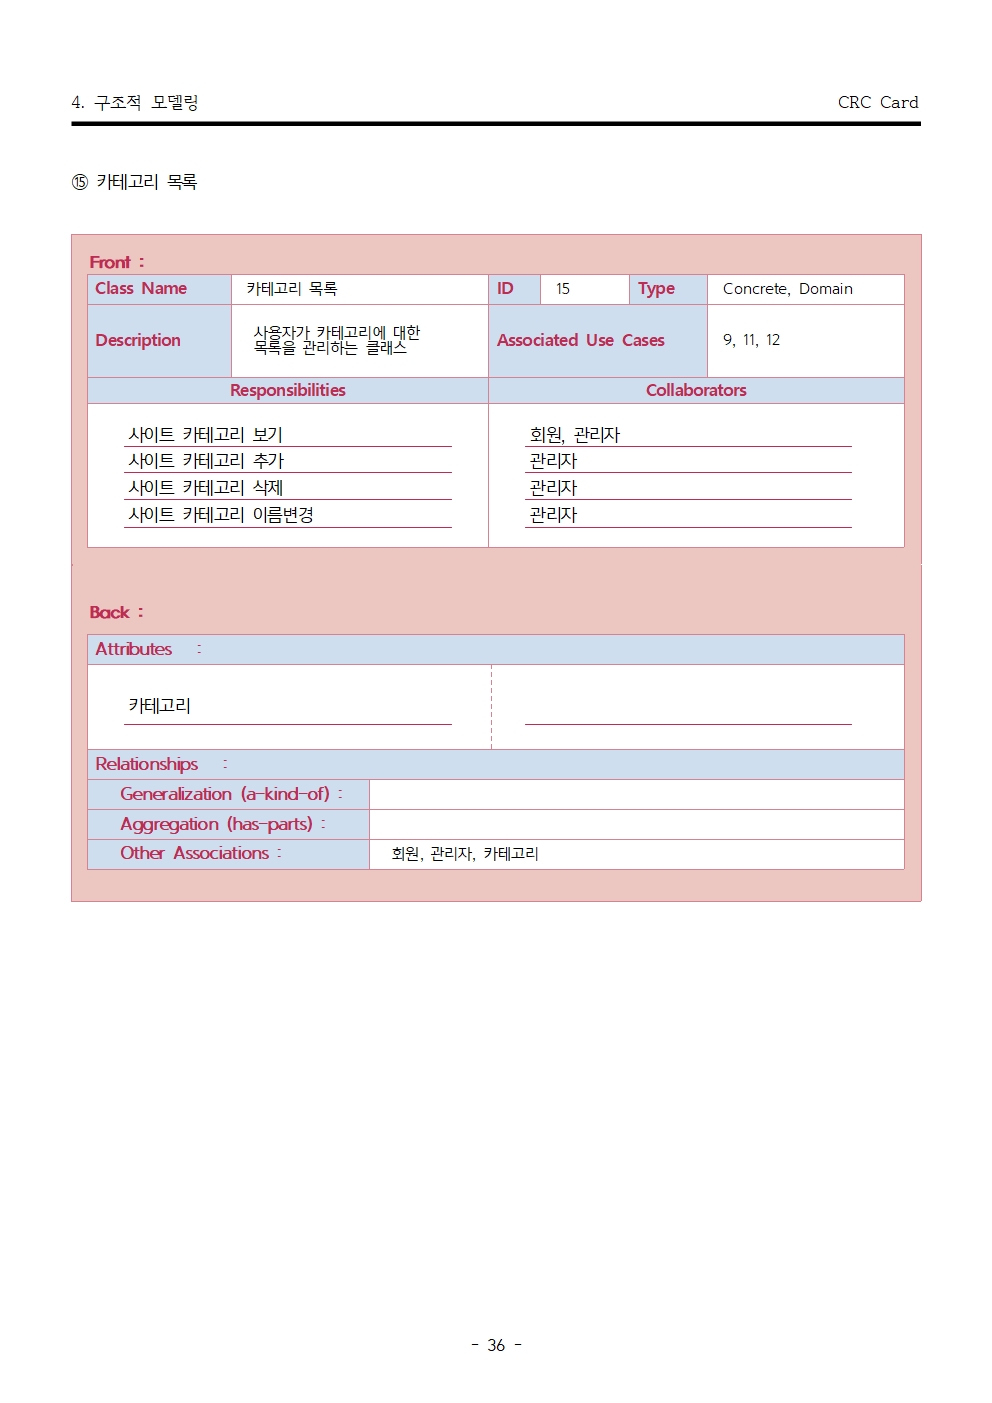 4. 구조적 모델링 CRC Card
⑮ 카테고리 목록
Front :
Class Name 카테고리 목록 ID 15 Type Concrete, Domain
Description 사용자가 카테고리에 대한 목록을 관리하는 클래스 Associated Use Cases 9, 11, 12
Responsibilities Collaborators
사이트 카테고리 보기 회원, 관리자
사이트 카테고리 추가 관리자
사이트 카테고리 삭제 관리자
사이트 카테고리 이름변경 관리자
Back :
Attributes :
카테고리
Relationships :
Generalization (a-kind-of) :
Aggregation (has-parts) :
Other Associations : 회원, 관리자, 카테고리
- 36 -